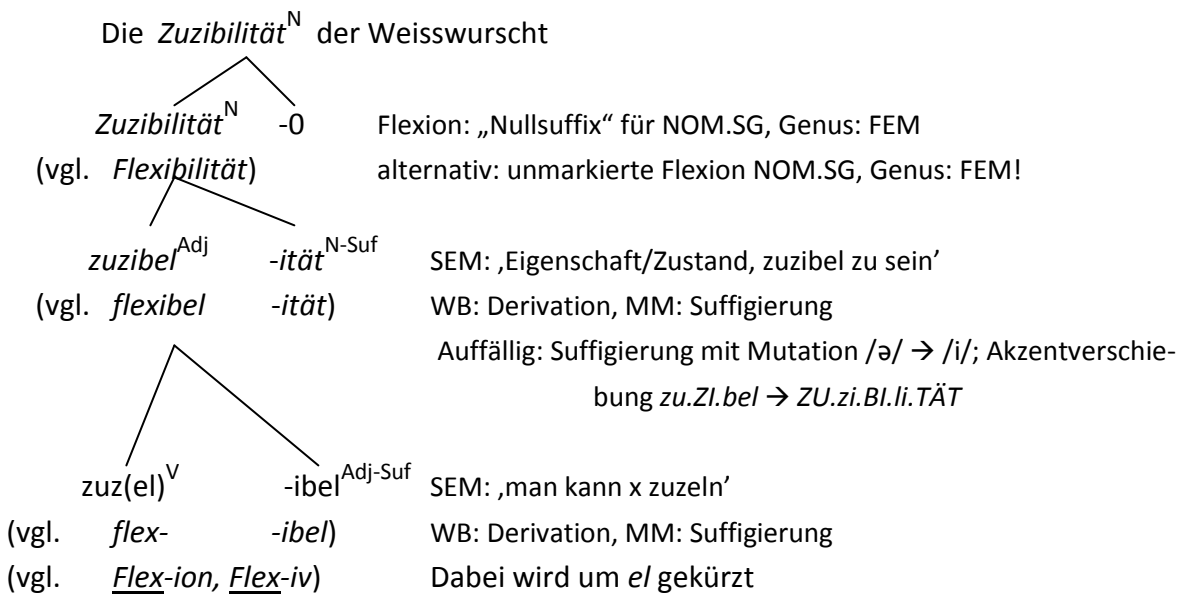 Die Zuzibilität^N der Weisswurscht
Zuzibilität^N -0 Flexion: „Nullsuffix“ für NOM.SG, Genus: FEM
(vgl. Flexibilität) alternativ: unmarkierte Flexion NOM.SG, Genus: FEM!
zuzibel^Adj -ität^N-Suf SEM: ‚Eigenschaft/Zustand, zuzibel zu sein’
(vgl. flexibel -ität) WB: Derivation, MM: Suffigierung
Auffällig: Suffigierung mit Mutation /ə/ → /i/; Akzentverschie-
bung zu.ZI.bel → ZU.zi.BI.li.TÄT
zuz(el)^V -ibel^Adj-Suf SEM: ‚man kann x zuzeln’
(vgl. flex- -ibel) WB: Derivation, MM: Suffigierung
(vgl. Flex-ion, Flex-iv) Dabei wird um el gekürzt